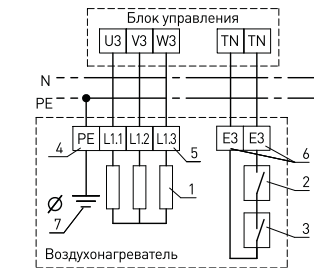 Блок управления
U3 V3 W3 TN TN
N
PE
4 PE L1.1 L1.2 L1.3 5 E3 E3 6
1 2
7 3
Воздухонагреватель